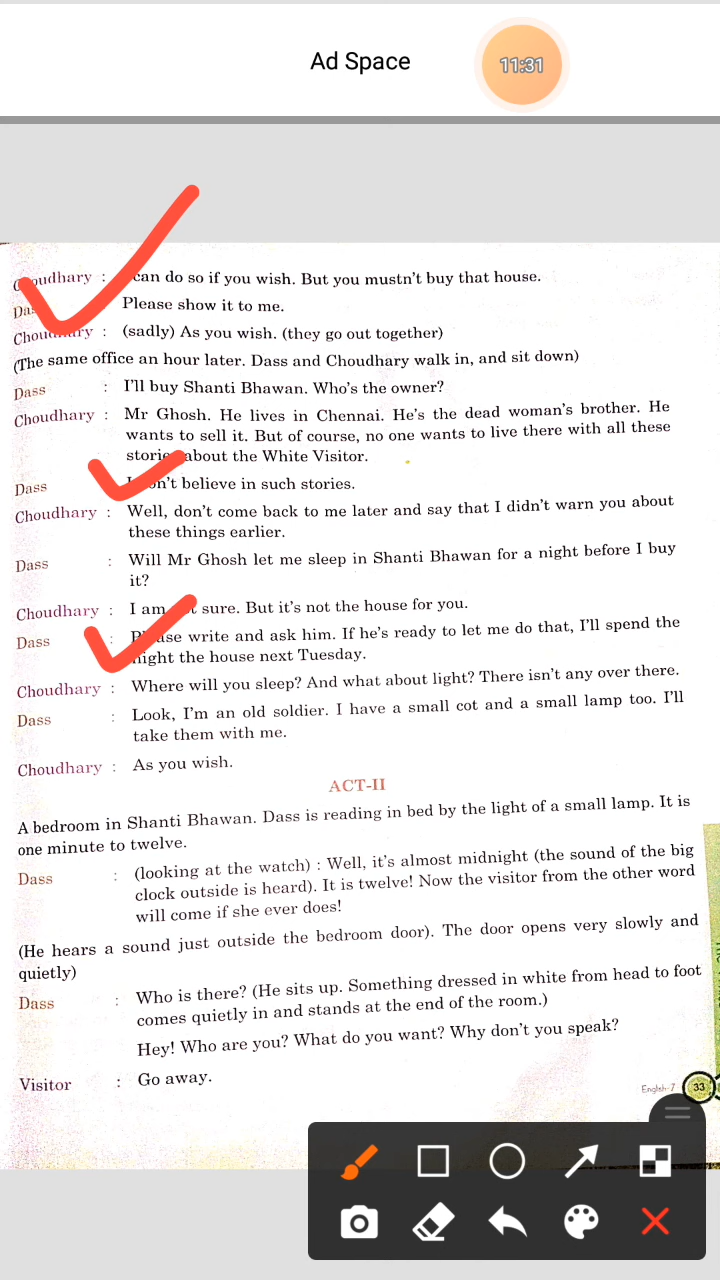 Ad Space
11:31
Choudhary : can do so if you wish. But you mustn't buy that house.
Please show it to me.
Choudhary : (sadly) As you wish. (they go out together)
(The same office an hour later. Dass and Choudhary walk in, and sit down)
Dass : I'll buy Shanti Bhawan. Who's the owner?
Choudhary : Mr Ghosh. He lives in Chennai. He's the dead woman's brother. He
wants to sell it. But of course, no one wants to live there with all these
stories about the White Visitor.
Dass believe in such stories.
Choudhary : Well, don't come back to me later and say that I didn't warn you about
these things earlier.
Dass : Will Mr Ghosh let me sleep in Shanti Bhawan for a night before I buy
it?
Choudhary : I am sure. But it's not the house for you.
Dass : Please write and ask him. If he's ready to let me do that, I'll spend the
night the house next Tuesday.
Choudhary : Where will you sleep? And what about light? There isn't any over there.
Dass : Look, I'm an old soldier. I have a small cot and a small lamp too. I'll
take them with me.
Choudhary : As you wish.
ACT-II
A bedroom in Shanti Bhawan. Dass is reading in bed by the light of a small lamp. It is
one minute to twelve.
Dass : (looking at the watch) : Well, it's almost midnight (the sound of the big
clock outside is heard). It is twelve! Now the visitor from the other word
will come if she ever does!
(He hears a sound just outside the bedroom door). The door opens very slowly and
quietly)
Dass : Who is there? (He sits up. Something dressed in white from head to foot
comes quietly in and stands at the end of the room.)
Hey! Who are you? What do you want? Why don't you speak?
Visitor : Go away.
English-7 33